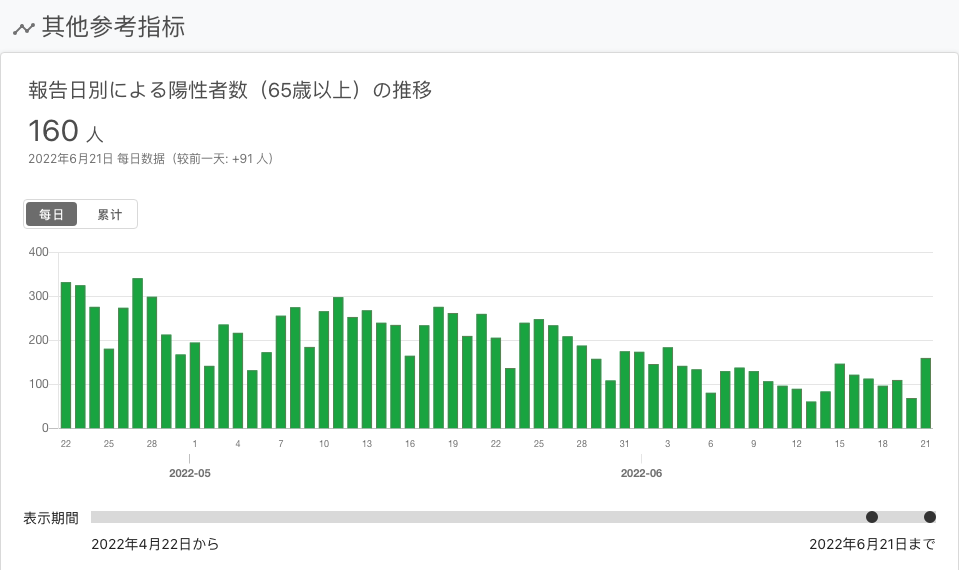 其他参考指标
報告日別による陽性者数（65歳以上）の推移
160 人
2022年6月21日 每日数据（较前一天: +91 人）
每日 累计
400
300
200
100
0
22 25 28 1 4 7 10 13 16 19 22 25 28 31 3 6 9 12 15 18 21
2022-05 2022-06
表示期間
2022年4月22日から 2022年6月21日まで